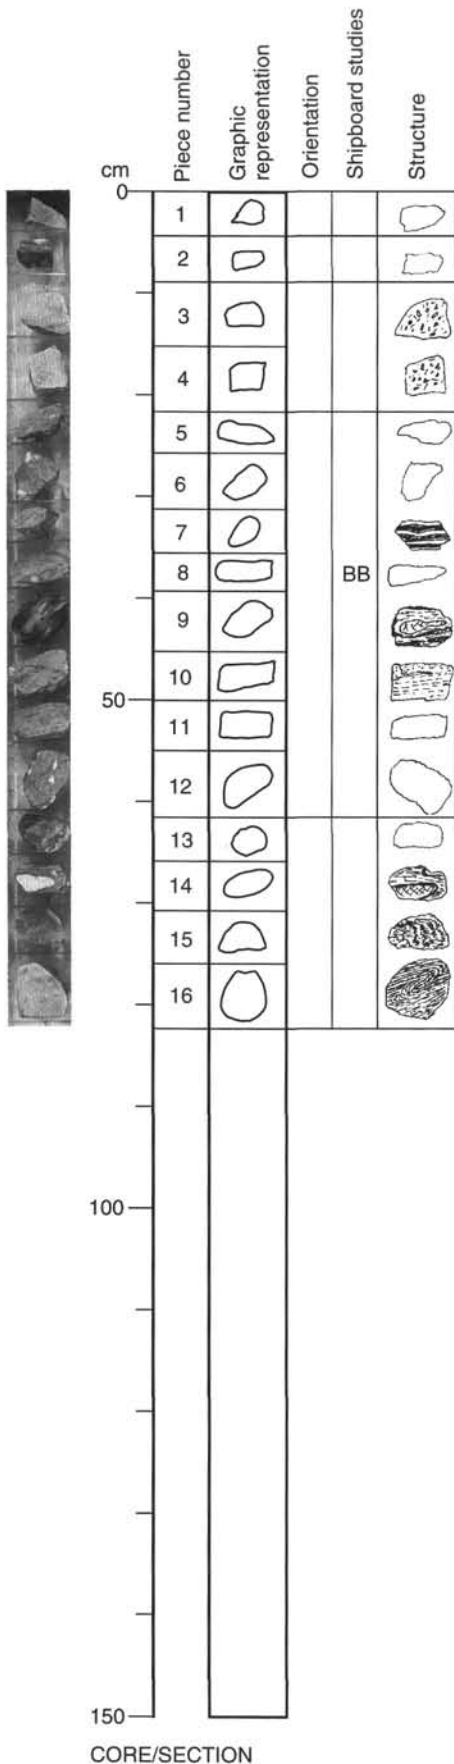 cm
Piece number
Graphic
representation
Orientation
Shipboard studies
Structure
0
1
2
3
4
5
6
7
8
BB
9
10
50
11
12
13
14
15
16
100
150
CORE/SECTION